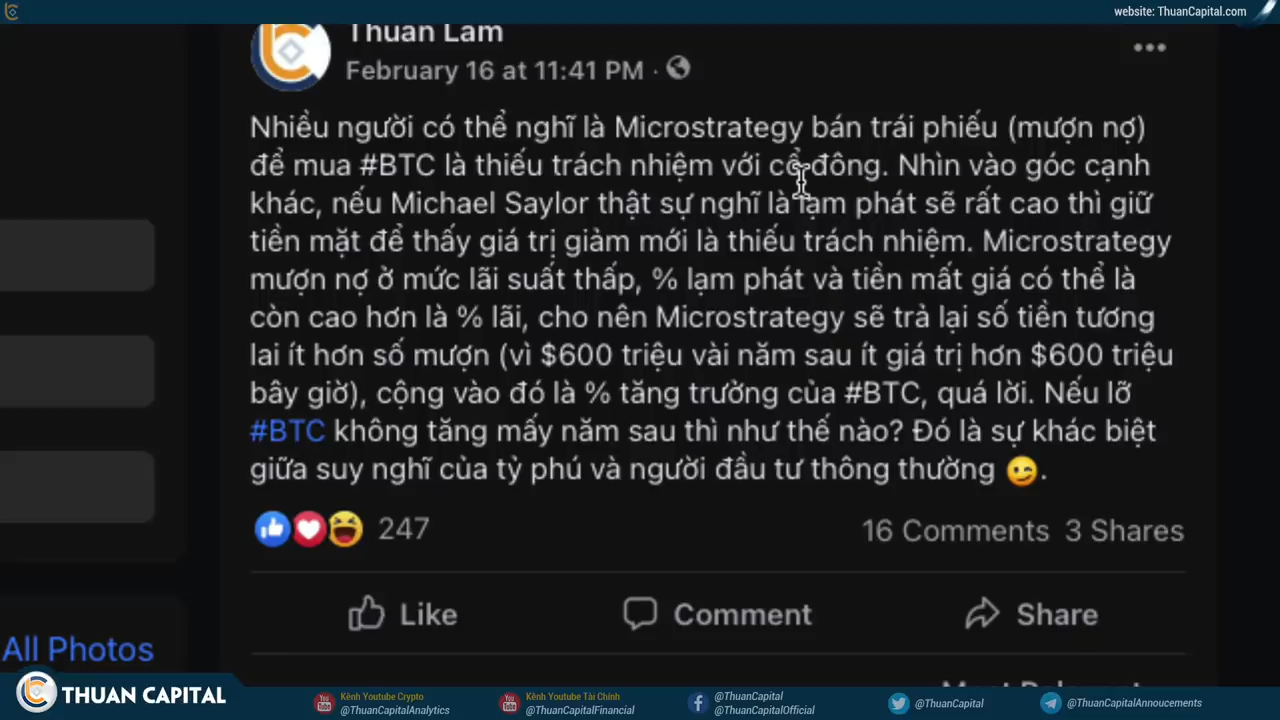 website: ThuanCapital.com
Thuan Lam
February 16 at 11:41 PM ·
Nhiều người có thể nghĩ là Microstrategy bán trái phiếu (mượn nợ)
để mua #BTC là thiếu trách nhiệm với cổ đông. Nhìn vào góc cạnh
khác, nếu Michael Saylor thật sự nghĩ là lạm phát sẽ rất cao thì giữ
tiền mặt để thấy giá trị giảm mới là thiếu trách nhiệm. Microstrategy
mượn nợ ở mức lãi suất thấp, % lạm phát và tiền mất giá có thể là
còn cao hơn là % lãi, cho nên Microstrategy sẽ trả lại số tiền tương
lai ít hơn số mượn (vì $600 triệu vài năm sau ít giá trị hơn $600 triệu
bây giờ), cộng vào đó là % tăng trưởng của #BTC, quá lời. Nếu lỡ
#BTC không tăng mấy năm sau thì như thế nào? Đó là sự khác biệt
giữa suy nghĩ của tỷ phú và người đầu tư thông thường 😉.
247
16 Comments 3 Shares
Like Comment Share
All Photos
THUAN CAPITAL
Kênh Youtube Crypto
@ThuanCapitalAnalytics
Kênh Youtube Tài Chính
@ThuanCapitalFinancial
@ThuanCapital
@ThuanCapitalOfficial
@ThuanCapital
@ThuanCapitalAnnoucements